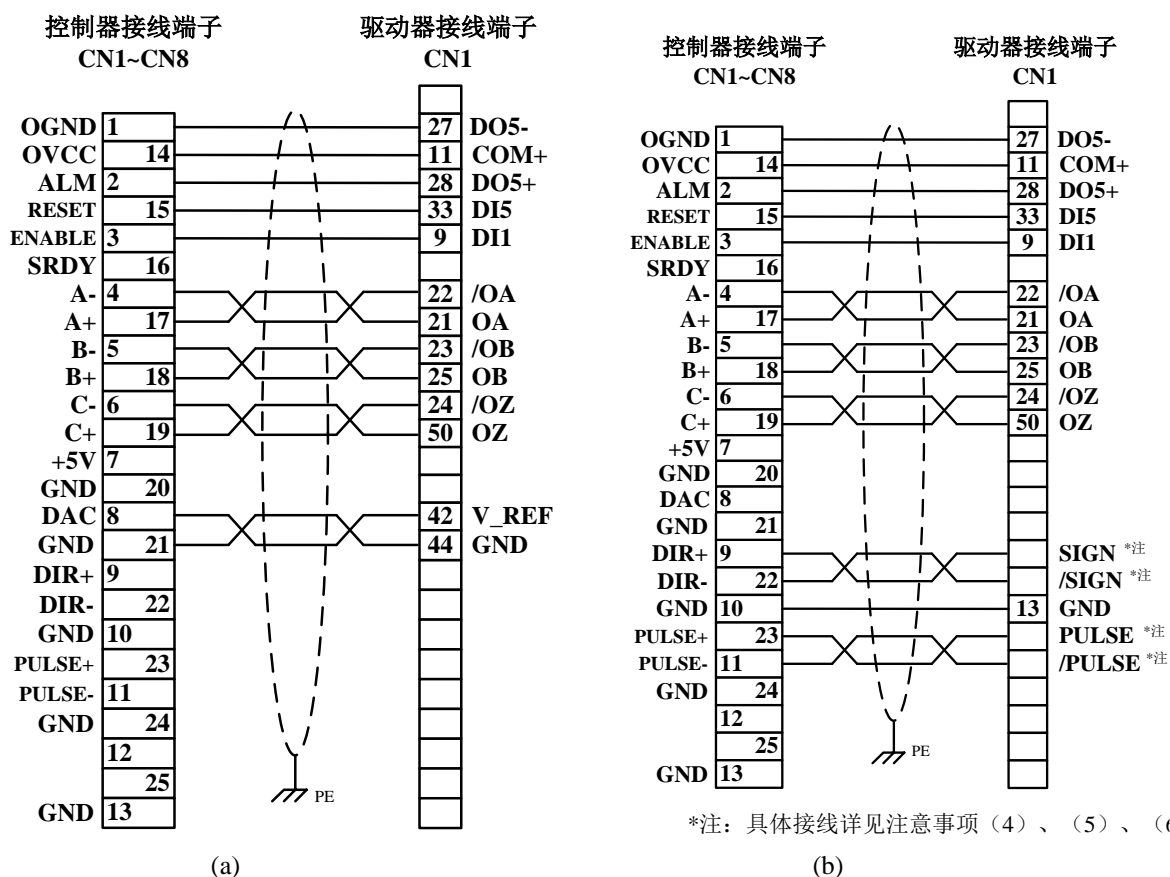 控制器接线端子 驱动器接线端子
CN1~CN8 CN1
OGND 1 27 DO5-
OVCC 14 11 COM+
ALM 2 28 DO5+
RESET 15 33 DI5
ENABLE 3 9 DI1
SRDY 16
A- 4 22 /OA
A+ 17 21 OA
B- 5 23 /OB
B+ 18 25 OB
C- 6 24 /OZ
C+ 19 50 OZ
+5V 7
GND 20
DAC 8 42 V_REF
GND 21 44 GND
DIR+ 9
DIR- 22
GND 10
PULSE+ 23
PULSE- 11
GND 24
12
25
GND 13
PE
(a)
控制器接线端子 驱动器接线端子
CN1~CN8 CN1
OGND 1 27 DO5-
OVCC 14 11 COM+
ALM 2 28 DO5+
RESET 15 33 DI5
ENABLE 3 9 DI1
SRDY 16
A- 4 22 /OA
A+ 17 21 OA
B- 5 23 /OB
B+ 18 25 OB
C- 6 24 /OZ
C+ 19 50 OZ
+5V 7
GND 20
DAC 8
GND 21
DIR+ 9 SIGN *注
DIR- 22 /SIGN *注
GND 10 13 GND
PULSE+ 23 PULSE *注
PULSE- 11 /PULSE *注
GND 24
12
25
GND 13
PE
*注：具体接线详见注意事项（4）、（5）、（
(b)